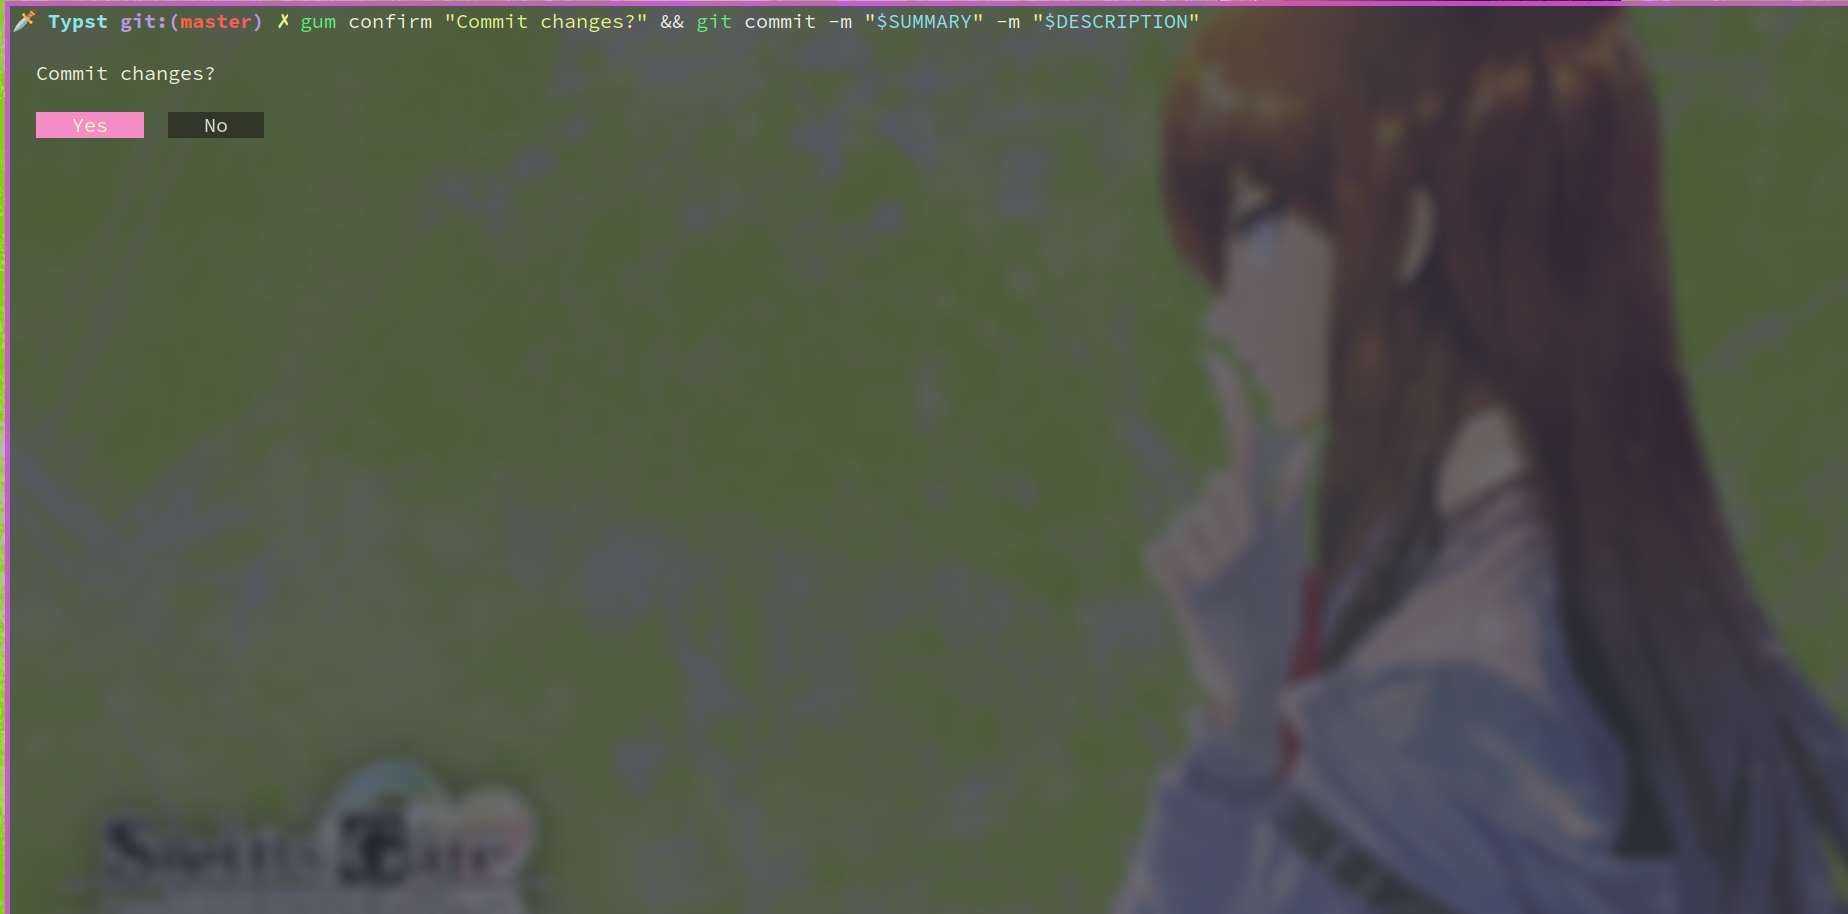 🗡️ Typst git:(master) ✗ gum confirm "Commit changes?" && git commit -m "$SUMMARY" -m "$DESCRIPTION"
Commit changes?
Yes No